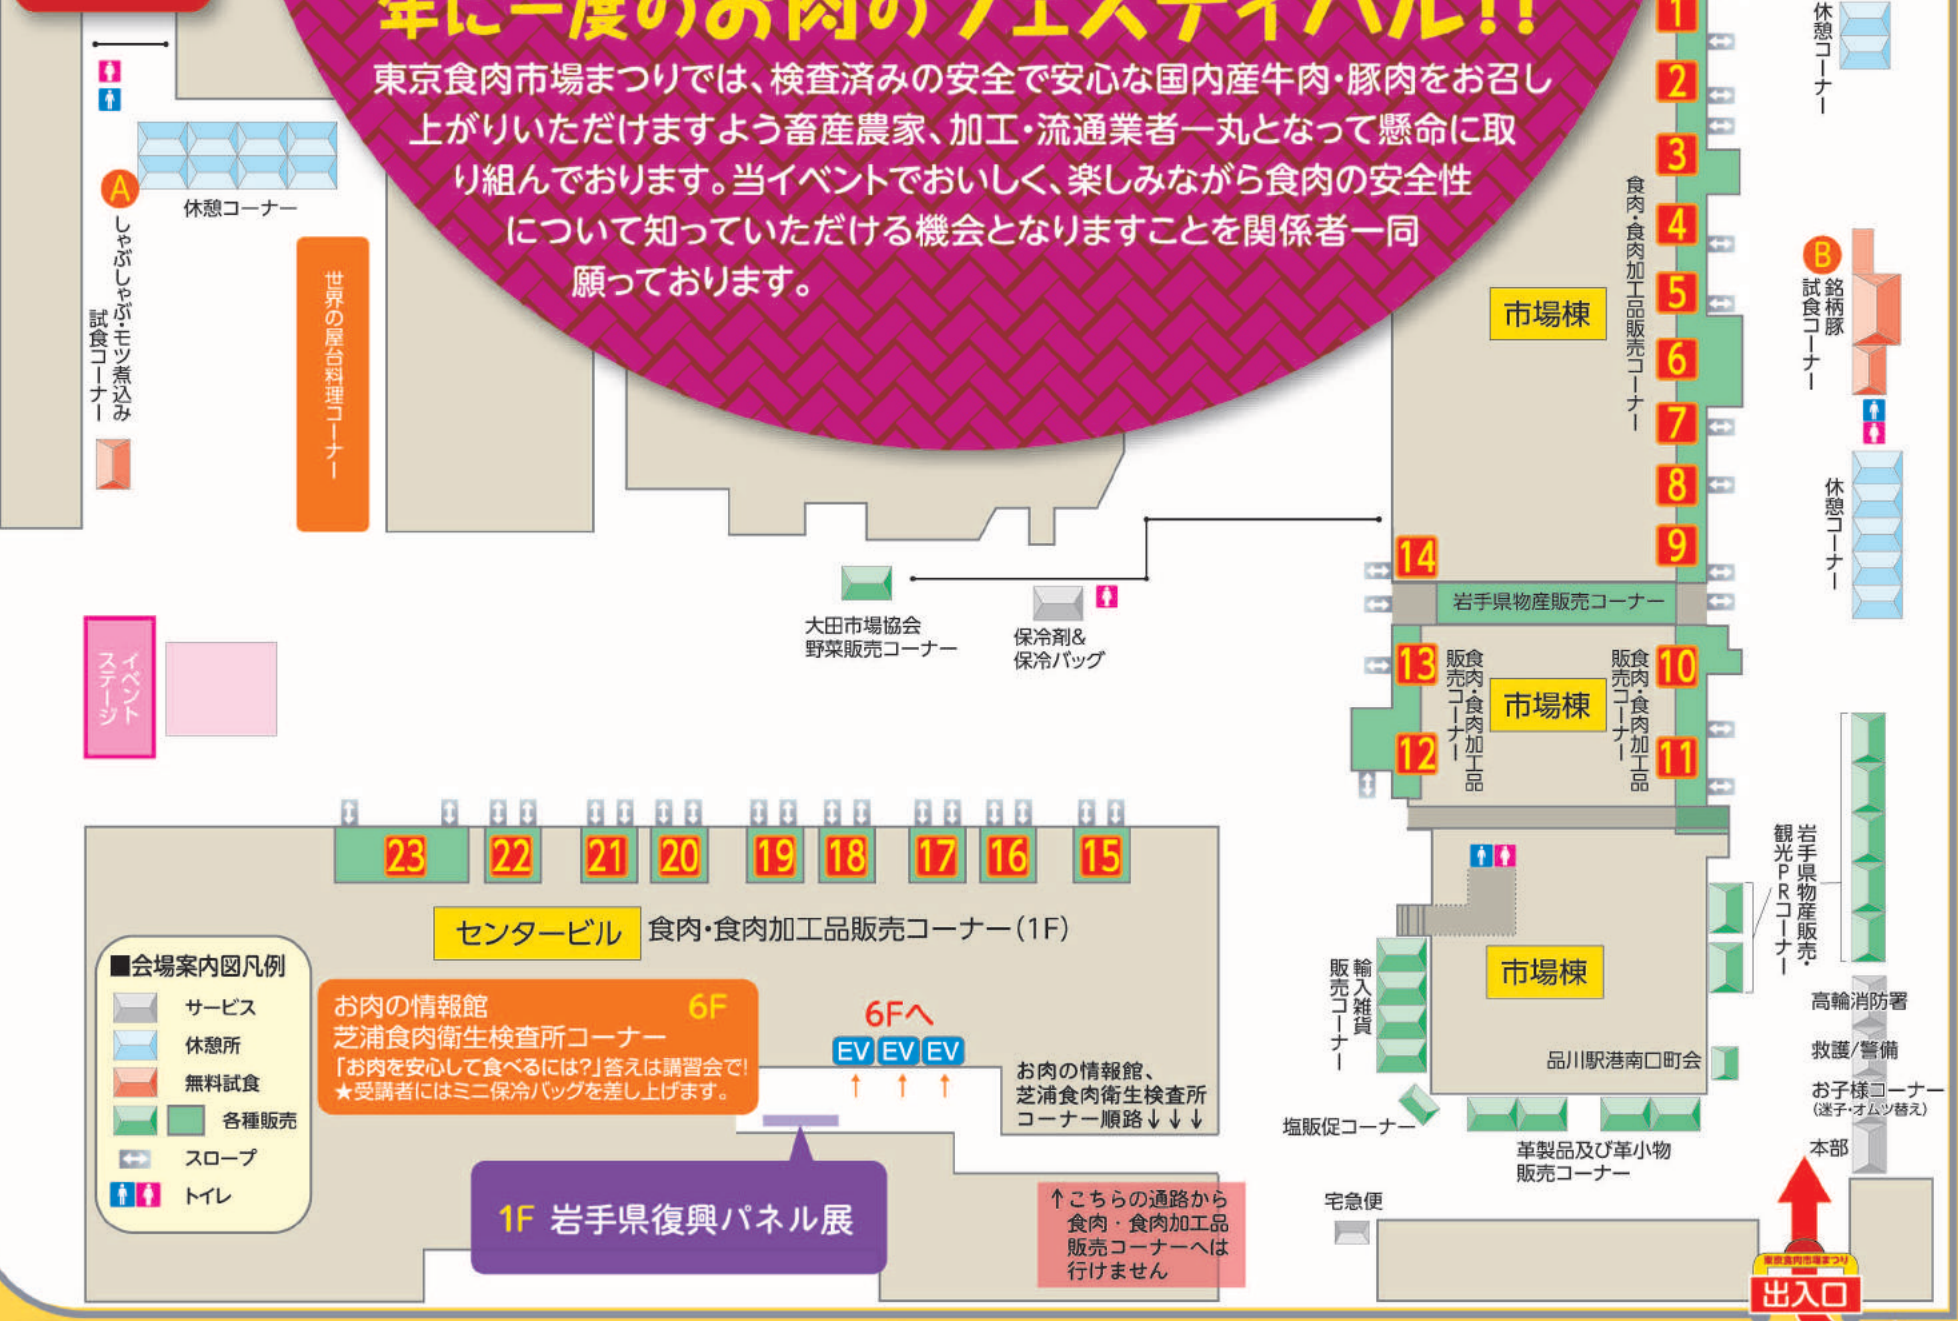 年に一度のお肉のフェスティバル!!
東京食肉市場まつりでは、検査済みの安全で安心な国内産牛肉・豚肉をお召し
上がりいただけますよう畜産農家、加工・流通業者一丸となって懸命に取
り組んでおります。当イベントでおいしく、楽しみながら食肉の安全性
について知っていただける機会となりますことを関係者一同
願っております。
A
しゃぶしゃぶ・モツ煮込み
試食コーナー
休憩コーナー
世界の屋台料理コーナー
イベント
ステージ
大田市場協会
野菜販売コーナー
保冷剤&
保冷バッグ
1
2
3
4
5
6
7
8
9
食肉・食肉加工品販売コーナー
市場棟
休憩コーナー
B
銘柄豚
試食コーナー
休憩コーナー
14
岩手県物産販売コーナー
13
12
食肉・食肉加工品
販売コーナー
市場棟
食肉・食肉加工品
販売コーナー
10
11
岩手県物産販売・
観光PRコーナー
市場棟
輸入雑貨
販売コーナー
品川駅港南口町会
塩販促コーナー
革製品及び革小物
販売コーナー
高輪消防署
救護/警備
お子様コーナー
(迷子・オムツ替え)
本部
宅急便
東京食肉市場まつり
出入口
23
22
21
20
19
18
17
16
15
センタービル
食肉・食肉加工品販売コーナー(1F)
■会場案内図凡例
サービス
休憩所
無料試食
各種販売
スロープ
トイレ
お肉の情報館 6F
芝浦食肉衛生検査所コーナー
「お肉を安心して食べるには?」答えは講習会で!
★受講者にはミニ保冷バッグを差し上げます。
6Fへ
EV EV EV
お肉の情報館、
芝浦食肉衛生検査所
コーナー順路↓↓↓
1F 岩手県復興パネル展
↑こちらの通路から
食肉・食肉加工品
販売コーナーへは
行けません